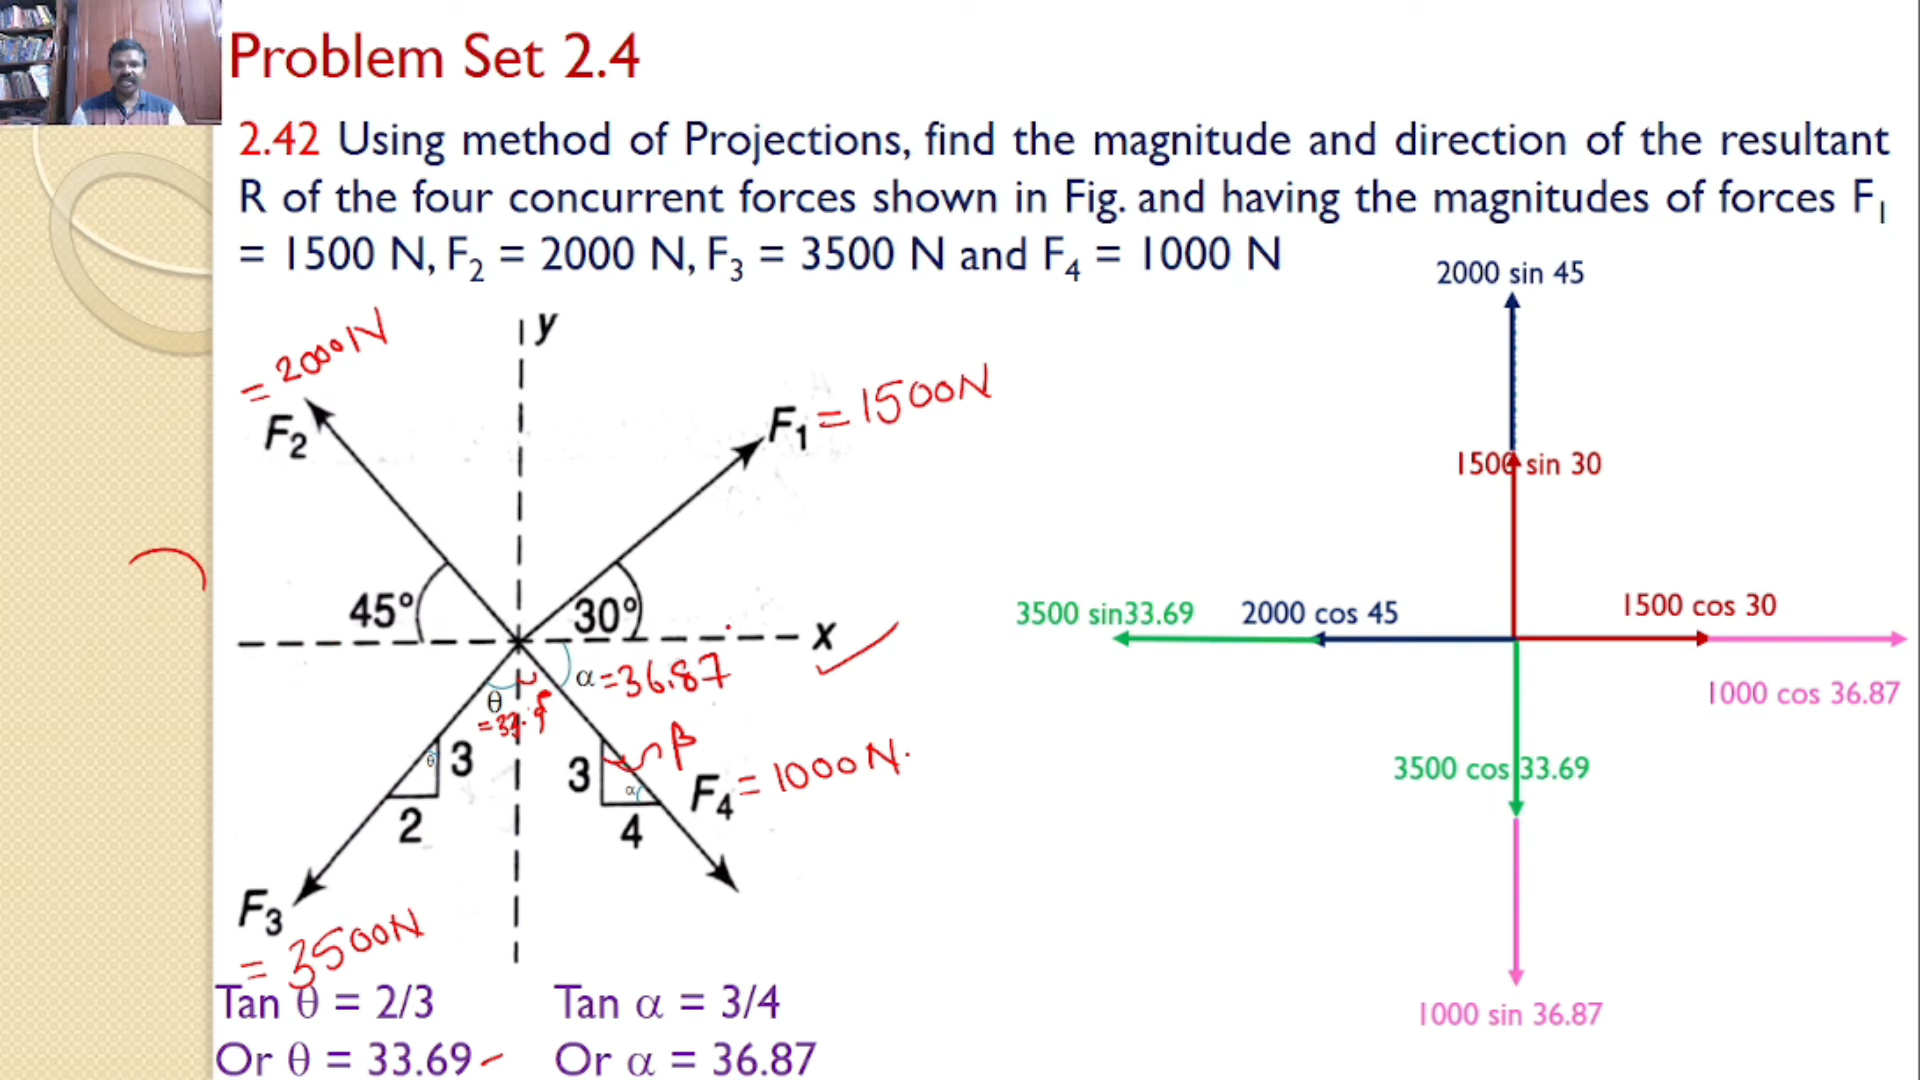 Problem Set 2.4
2.42 Using method of Projections, find the magnitude and direction of the resultant
R of the four concurrent forces shown in Fig. and having the magnitudes of forces F₁
= 1500 N, F₂ = 2000 N, F₃ = 3500 N and F₄ = 1000 N
2000 sin 45
y
= 2000N
F₂
F₁ = 1500N
1500 sin 30
45°
30°
x
3500 sin33.69
2000 cos 45
1500 cos 30
α = 36.87
θ
1000 cos 36.87
β
θ
3
3
α
F₄ = 1000N.
3500 cos 33.69
2
4
F₃
= 3500N
Tan θ = 2/3
Tan α = 3/4
1000 sin 36.87
Or θ = 33.69
Or α = 36.87